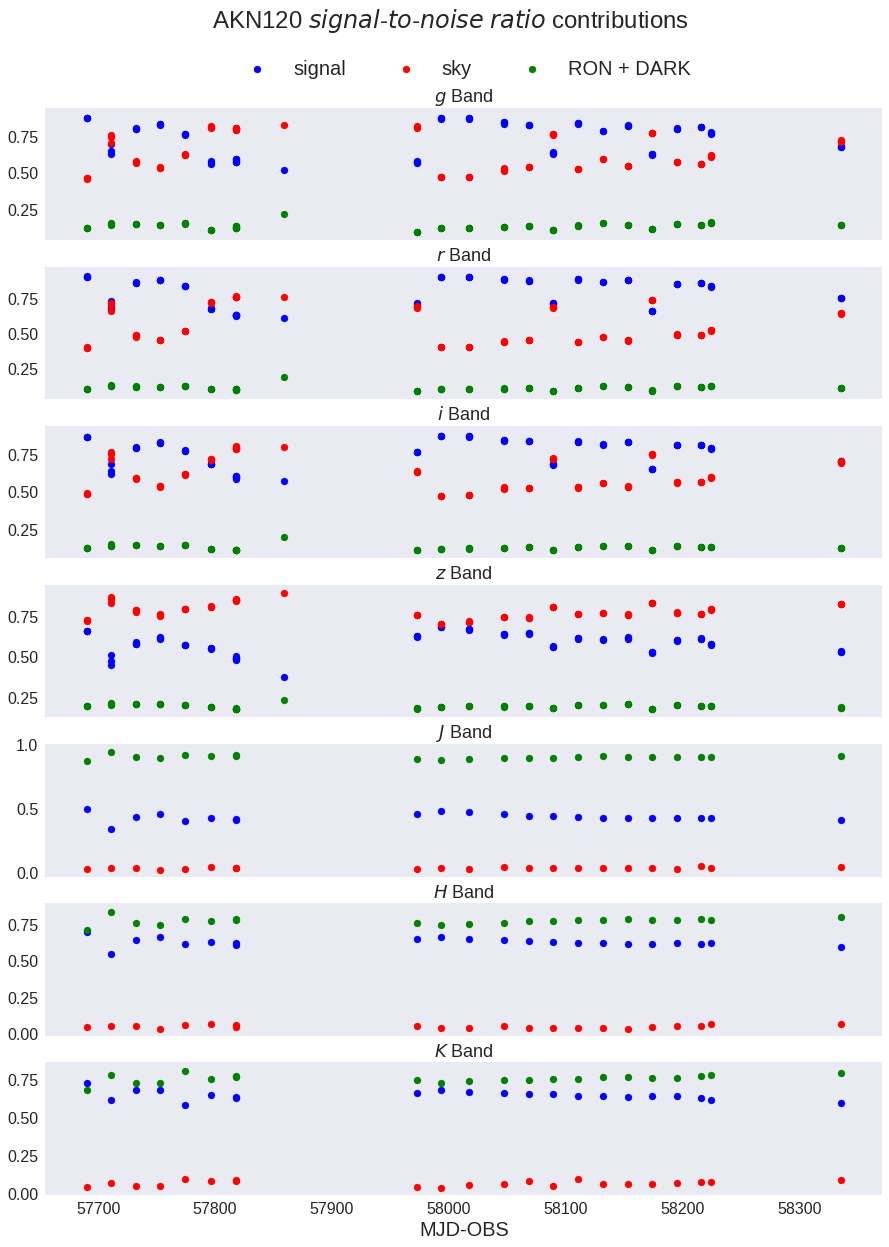 AKN120 signal-to-noise ratio contributions
signal sky RON + DARK
g Band
0.75
0.50
0.25
r Band
0.75
0.50
0.25
i Band
0.75
0.50
0.25
z Band
0.75
0.50
0.25
J Band
1.0
0.5
0.0
H Band
0.75
0.50
0.25
0.00
K Band
0.75
0.50
0.25
0.00
57700 57800 57900 58000 58100 58200 58300
MJD-OBS